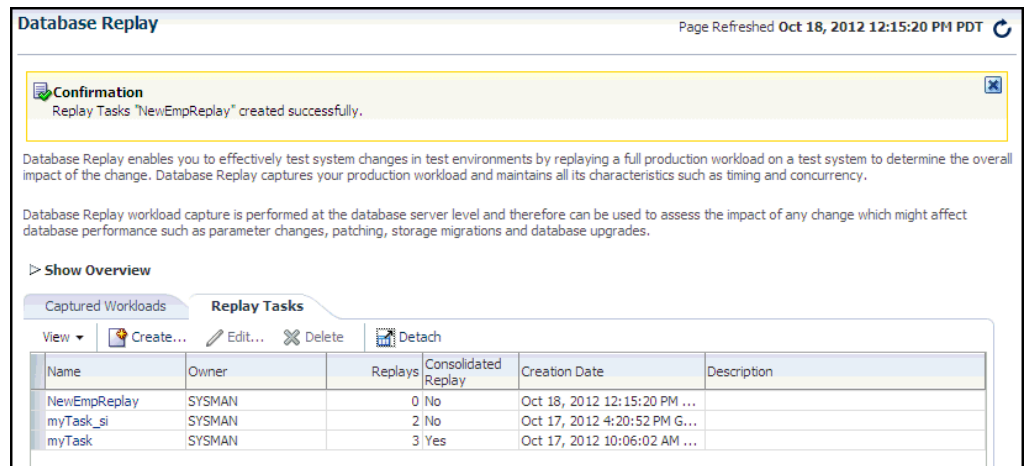 Database Replay
Page Refreshed Oct 18, 2012 12:15:20 PM PDT
Confirmation
Replay Tasks "NewEmpReplay" created successfully.
Database Replay enables you to effectively test system changes in test environments by replaying a full production workload on a test system to determine the overall
impact of the change. Database Replay captures your production workload and maintains all its characteristics such as timing and concurrency.
Database Replay workload capture is performed at the database server level and therefore can be used to assess the impact of any change which might affect
database performance such as parameter changes, patching, storage migrations and database upgrades.
Show Overview
Captured Workloads Replay Tasks
View Create... Edit... Delete Detach
Name Owner Replays Consolidated Replay Creation Date Description
NewEmpReplay SYSMAN 0 No Oct 18, 2012 12:15:20 PM ...
myTask_si SYSMAN 2 No Oct 17, 2012 4:20:52 PM G...
myTask SYSMAN 3 Yes Oct 17, 2012 10:06:02 AM ...